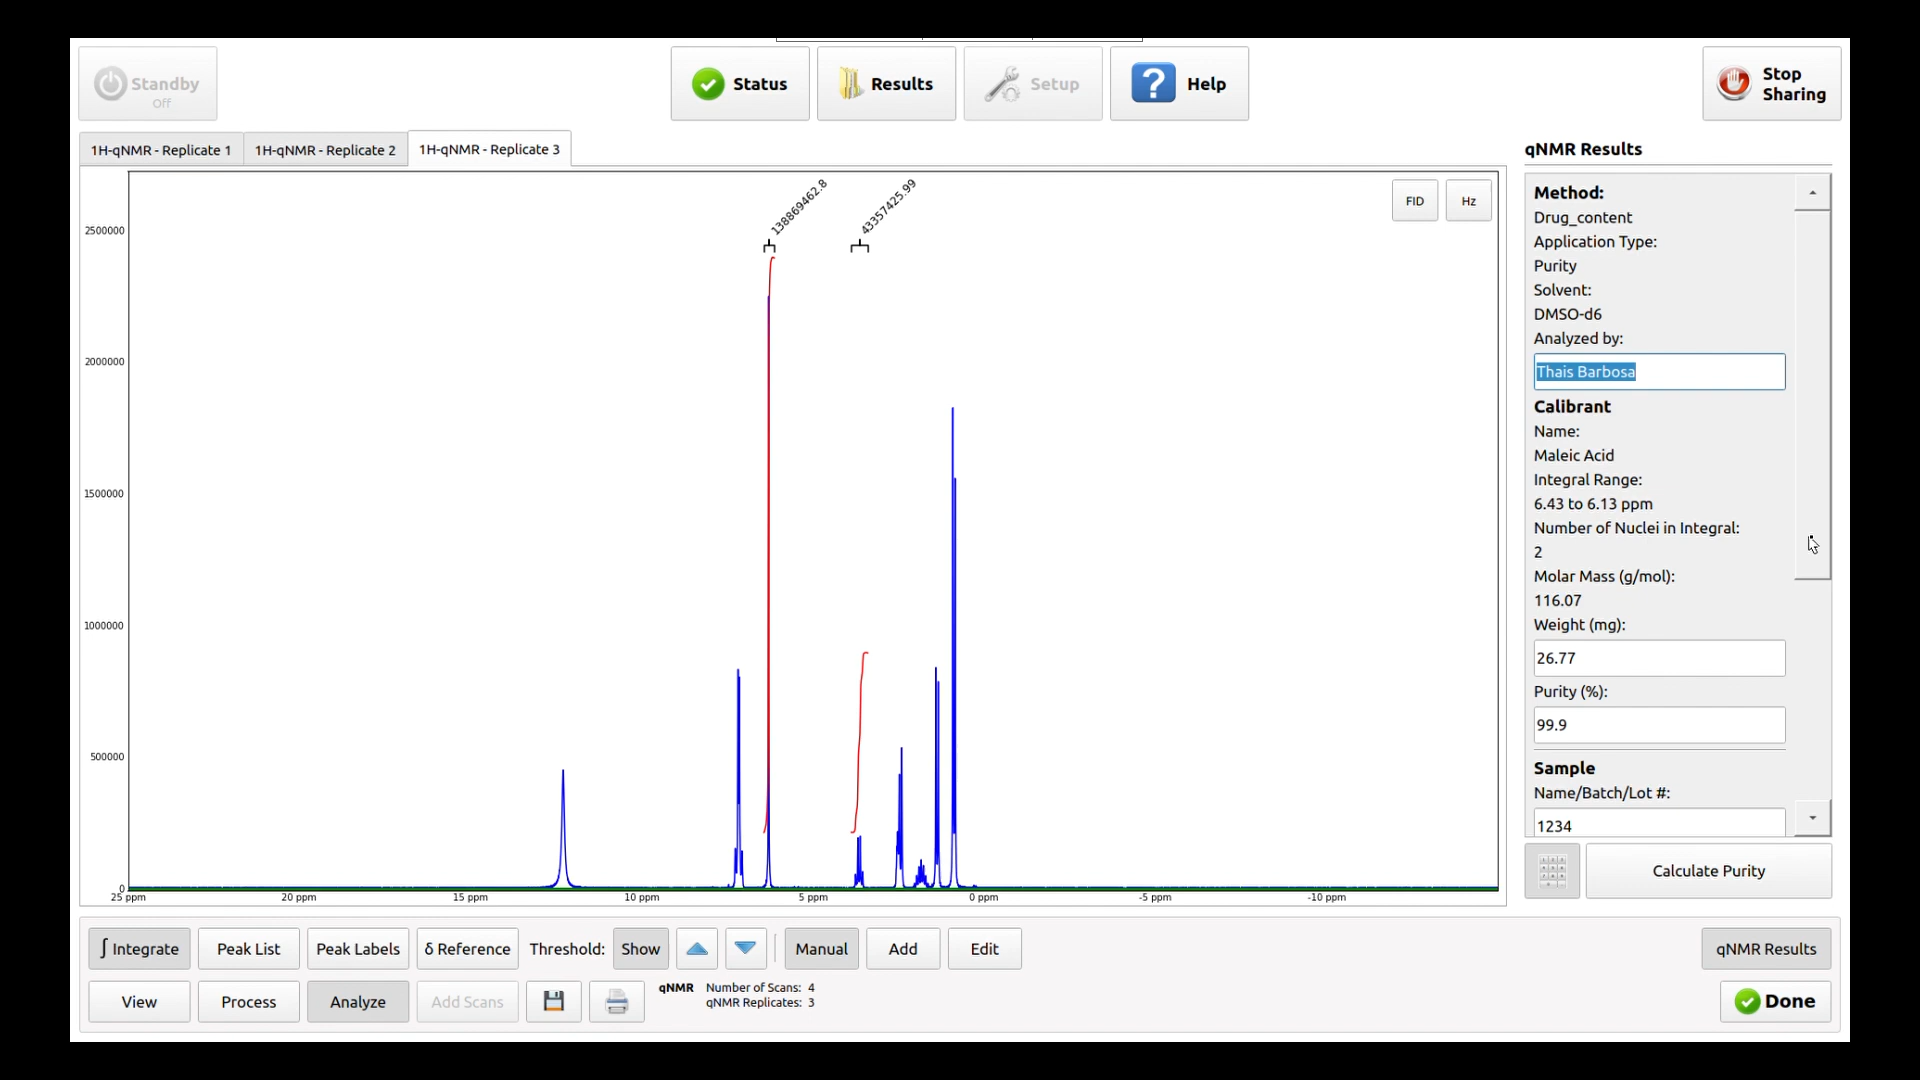 Standby
Off
Status
Results
Setup
? Help
Stop
Sharing
1H-qNMR - Replicate 1
1H-qNMR - Replicate 2
1H-qNMR - Replicate 3
138869462.8
43357425.99
FID
Hz
2500000
2000000
1500000
1000000
500000
0
25 ppm
20 ppm
15 ppm
10 ppm
5 ppm
0 ppm
-5 ppm
-10 ppm
qNMR Results
Method:
Drug_content
Application Type:
Purity
Solvent:
DMSO-d6
Analyzed by:
Thais Barbosa
Calibrant
Name:
Maleic Acid
Integral Range:
6.43 to 6.13 ppm
Number of Nuclei in Integral:
2
Molar Mass (g/mol):
116.07
Weight (mg):
26.77
Purity (%):
99.9
Sample
Name/Batch/Lot #:
1234
Calculate Purity
∫ Integrate
Peak List
Peak Labels
δ Reference
Threshold:
Show
Manual
Add
Edit
qNMR Results
View
Process
Analyze
Add Scans
qNMR Number of Scans: 4
qNMR Replicates: 3
Done